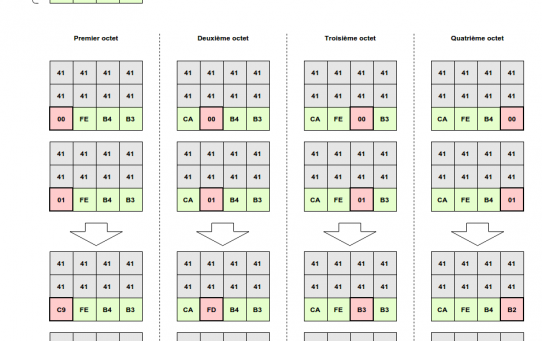 Premier octet Deuxième octet Troisième octet Quatrième octet
41 41 41 41 41 41 41 41 41 41 41 41 41 41 41 41
41 41 41 41 41 41 41 41 41 41 41 41 41 41 41 41
00 FE B4 B3 CA 00 B4 B3 CA FE 00 B3 CA FE B4 00
41 41 41 41 41 41 41 41 41 41 41 41 41 41 41 41
41 41 41 41 41 41 41 41 41 41 41 41 41 41 41 41
01 FE B4 B3 CA 01 B4 B3 CA FE 01 B3 CA FE B4 01
41 41 41 41 41 41 41 41 41 41 41 41 41 41 41 41
41 41 41 41 41 41 41 41 41 41 41 41 41 41 41 41
C9 FE B4 B3 CA FD B4 B3 CA FE B3 B3 CA FE B4 B2